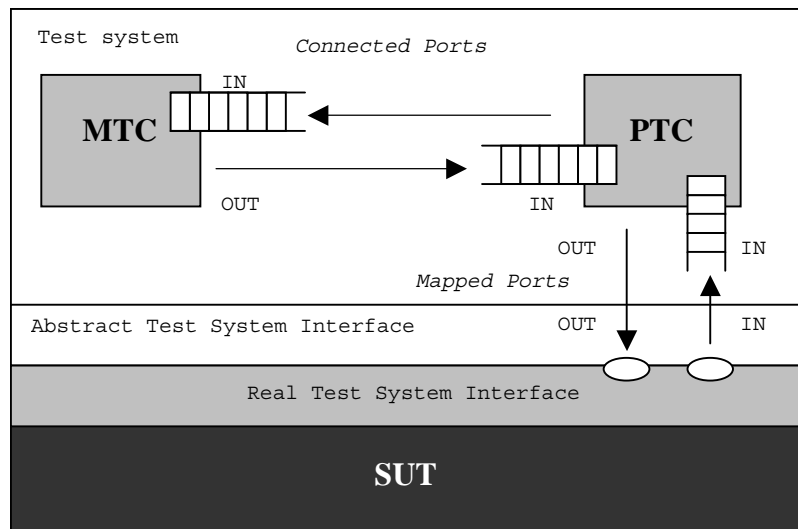 Test system
Connected Ports
IN
MTC
PTC
OUT
IN
OUT
IN
Mapped Ports
Abstract Test System Interface
OUT
IN
Real Test System Interface
SUT